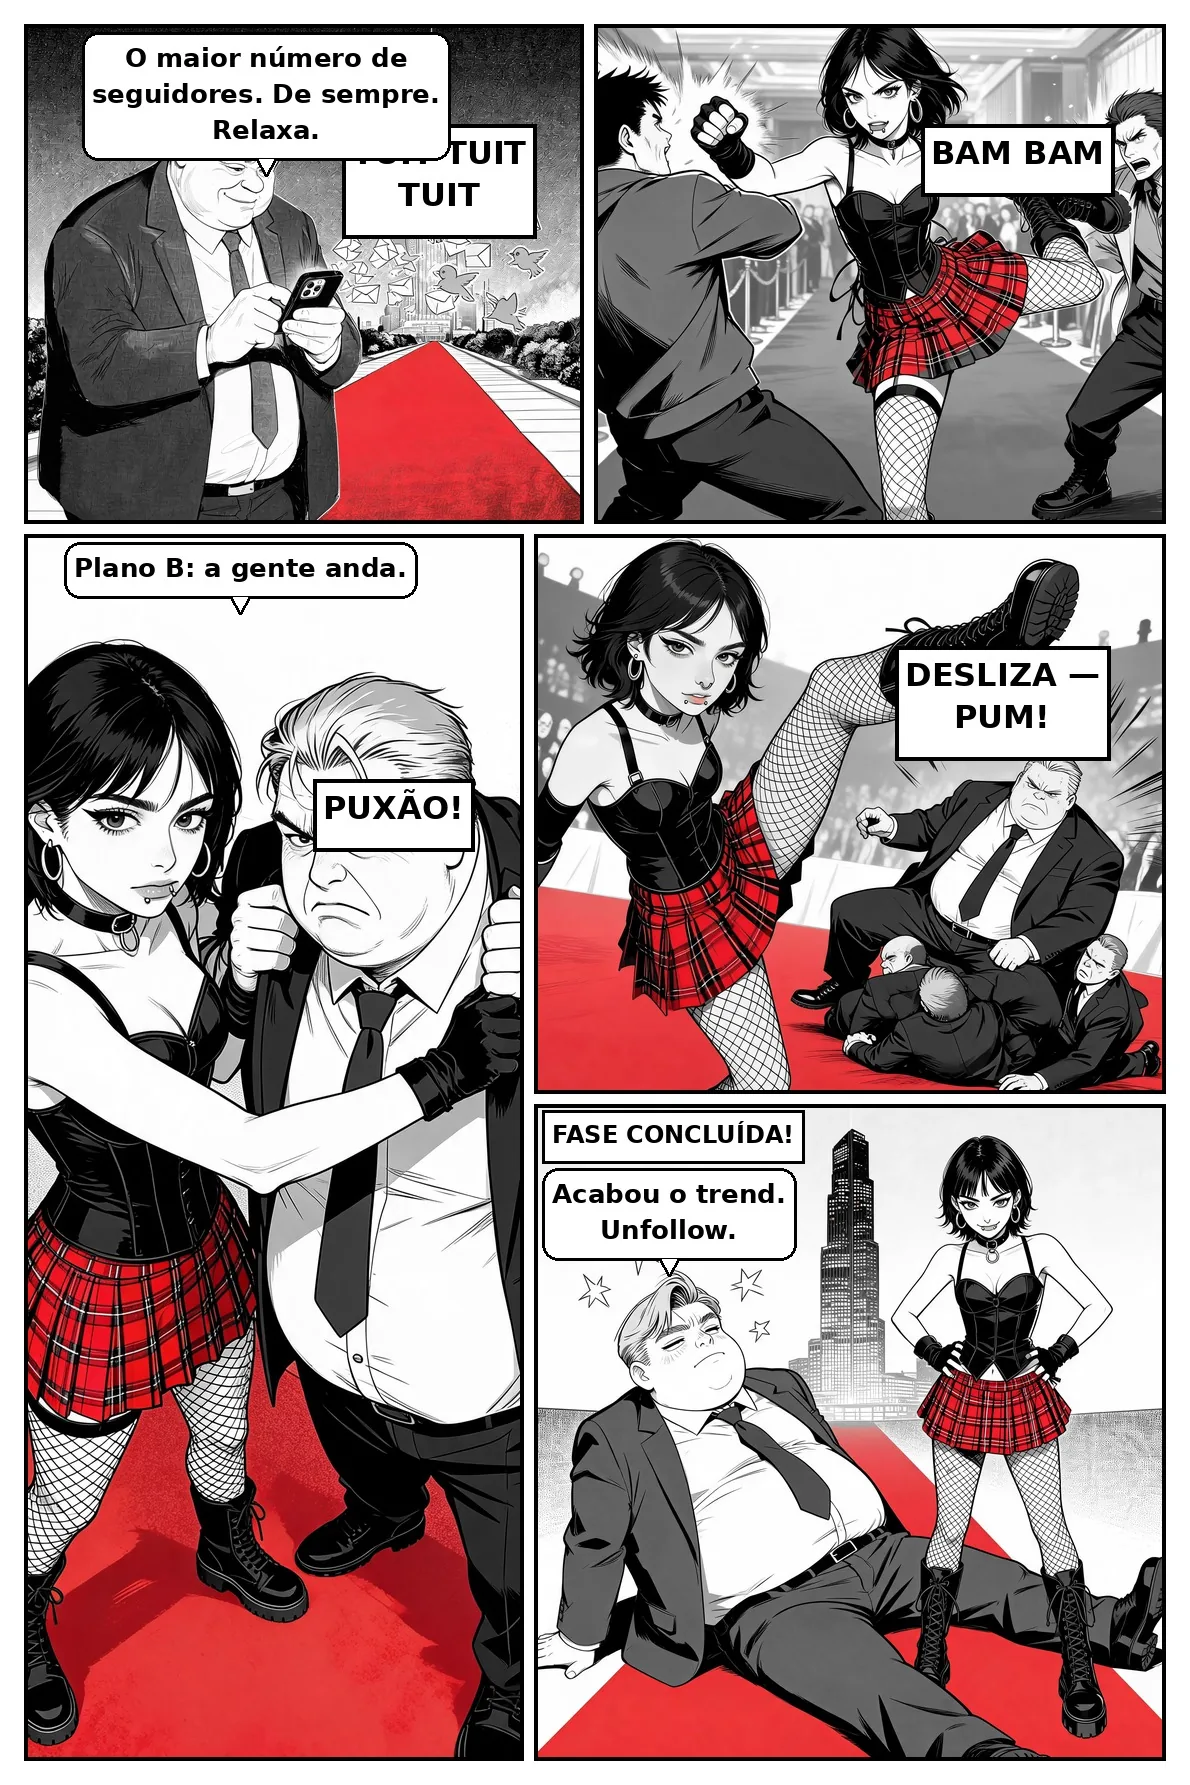 O maior número de
seguidores. De sempre.
Relaxa.
TUIT
TUIT
BAM BAM
Plano B: a gente anda.
PUXÃO!
DESLIZA —
PUM!
FASE CONCLUÍDA!
Acabou o trend.
Unfollow.